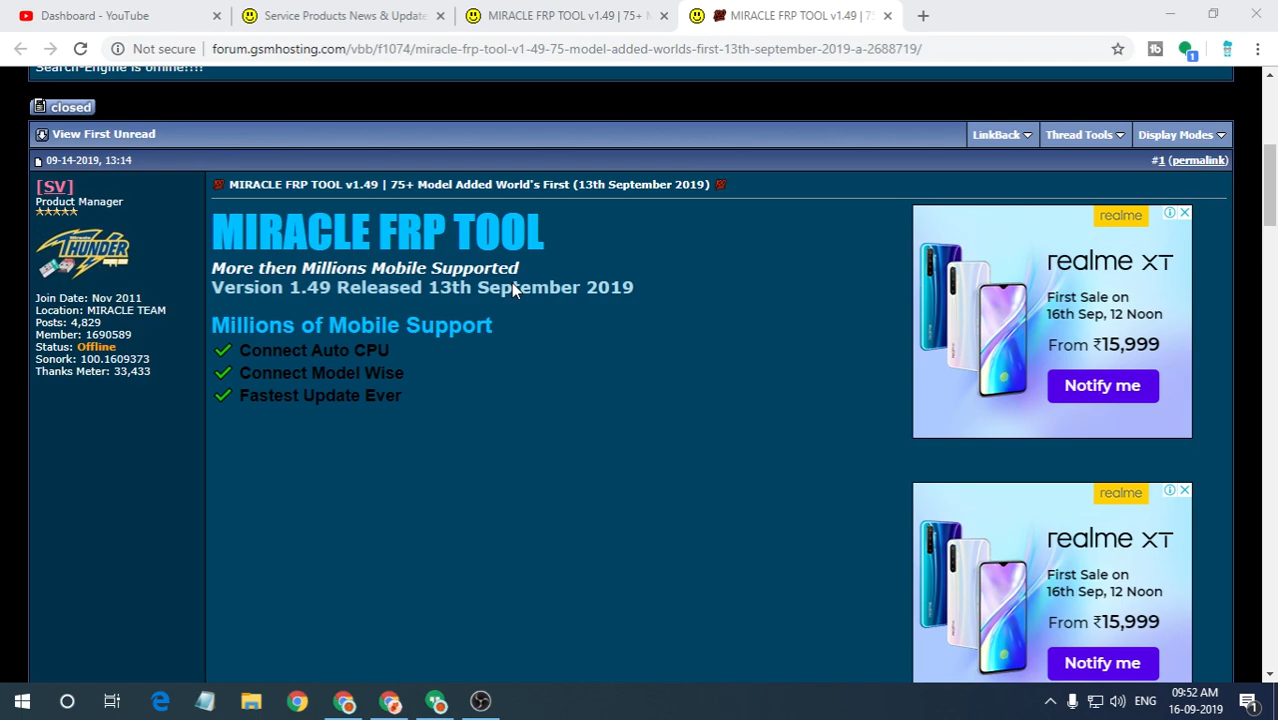 Dashboard - YouTube
Service Products News & Update
MIRACLE FRP TOOL v1.49 | 75+ M
MIRACLE FRP TOOL v1.49 | 75+
Not secure
forum.gsmhosting.com/vbb/f1074/miracle-frp-tool-v1-49-75-model-added-worlds-first-13th-september-2019-a-2688719/
1
Search-Engine is offline!!!!
closed
View First Unread
LinkBack
Thread Tools
Display Modes
09-14-2019, 13:14
#1 (permalink)
[SV]
Product Manager
THUNDER
Join Date: Nov 2011
Location: MIRACLE TEAM
Posts: 4,829
Member: 1690589
Status: Offline
Sonork: 100.1609373
Thanks Meter: 33,433
MIRACLE FRP TOOL v1.49 | 75+ Model Added World's First (13th September 2019)
MIRACLE FRP TOOL
More then Millions Mobile Supported
Version 1.49 Released 13th September 2019
Millions of Mobile Support
Connect Auto CPU
Connect Model Wise
Fastest Update Ever
realme
realme XT
First Sale on
16th Sep, 12 Noon
From ₹15,999
Notify me
realme
realme XT
First Sale on
16th Sep, 12 Noon
From ₹15,999
Notify me
ENG
09:52 AM
16-09-2019
1